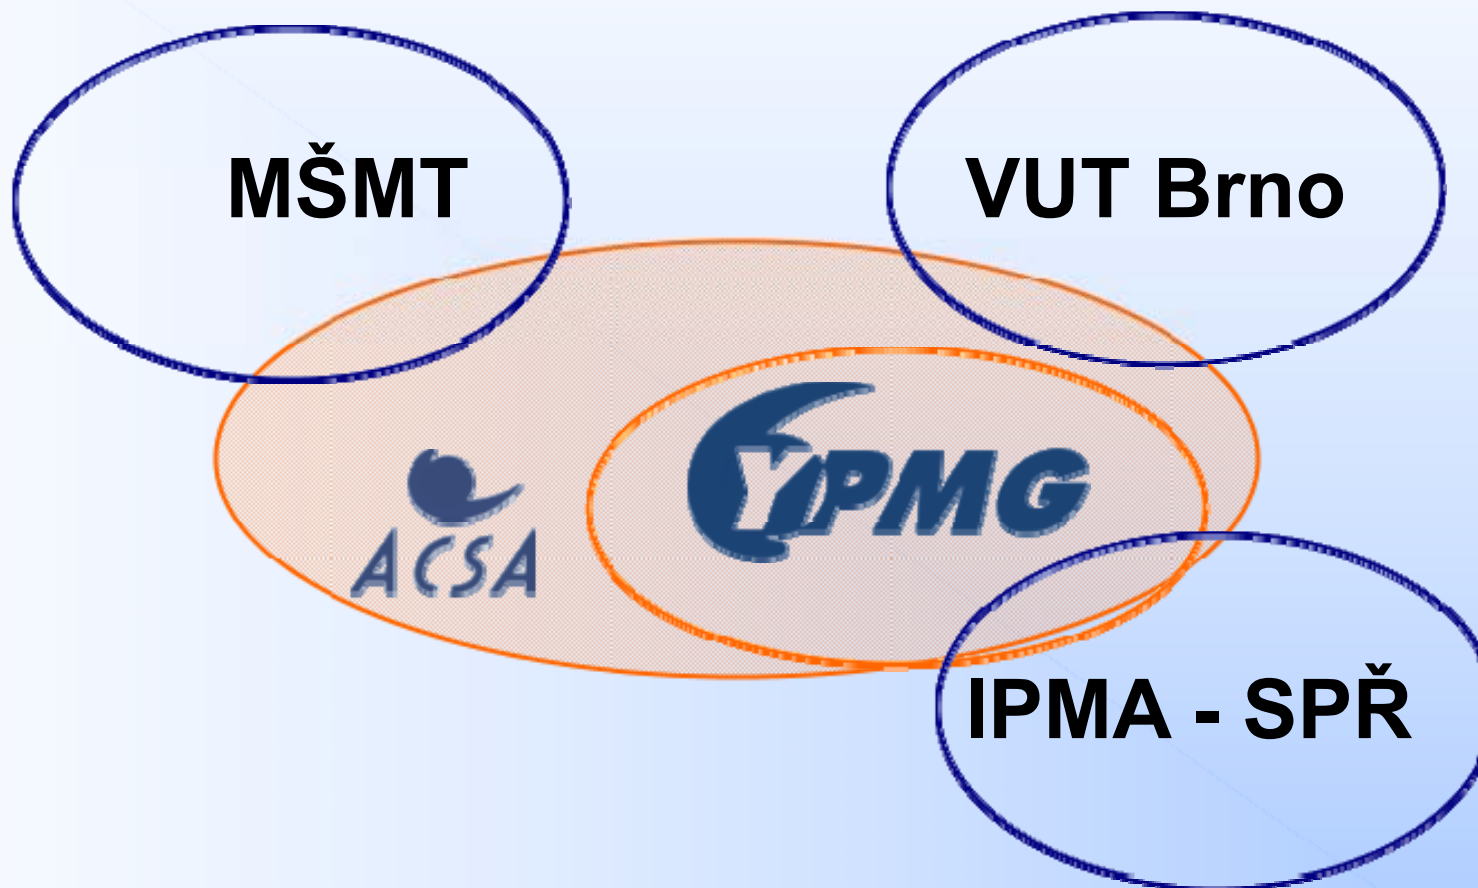 MŠMT
VUT Brno
YPMG
ACSA
IPMA - SPŘ